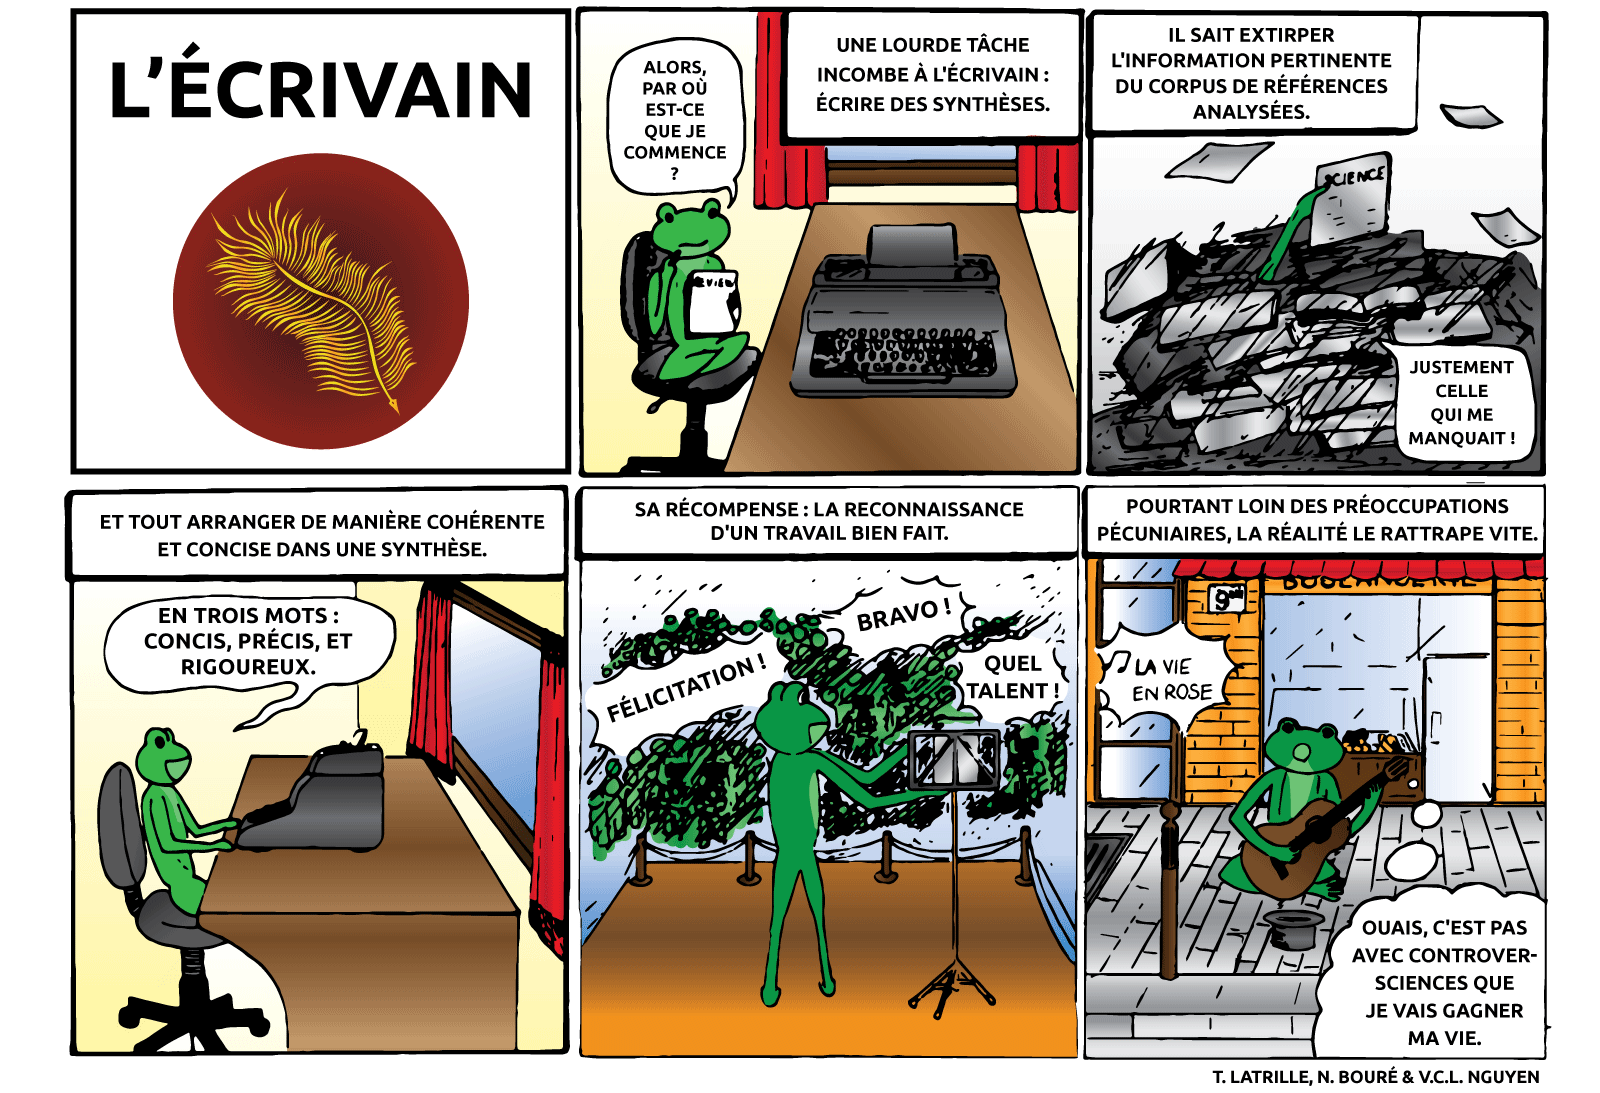 L'ÉCRIVAIN
ALORS,
PAR OÙ
EST-CE
QUE JE
COMMENCE
?
UNE LOURDE TÂCHE
INCOMBE À L'ÉCRIVAIN :
ÉCRIRE DES SYNTHÈSES.
REVIEW
IL SAIT EXTIRPER
L'INFORMATION PERTINENTE
DU CORPUS DE RÉFÉRENCES
ANALYSÉES.
SCIENCE
JUSTEMENT
CELLE
QUI ME
MANQUAIT !
ET TOUT ARRANGER DE MANIÈRE COHÉRENTE
ET CONCISE DANS UNE SYNTHÈSE.
EN TROIS MOTS :
CONCIS, PRÉCIS, ET
RIGOUREUX.
SA RÉCOMPENSE : LA RECONNAISSANCE
D'UN TRAVAIL BIEN FAIT.
BRAVO !
FÉLICITATION !
QUEL
TALENT !
POURTANT LOIN DES PRÉOCCUPATIONS
PÉCUNIAIRES, LA RÉALITÉ LE RATTRAPE VITE.
BOULANGERIE
♫ LA VIE
EN ROSE
OUAIS, C'EST PAS
AVEC CONTROVER-
SCIENCES QUE
JE VAIS GAGNER
MA VIE.
T. LATRILLE, N. BOURÉ & V.C.L. NGUYEN